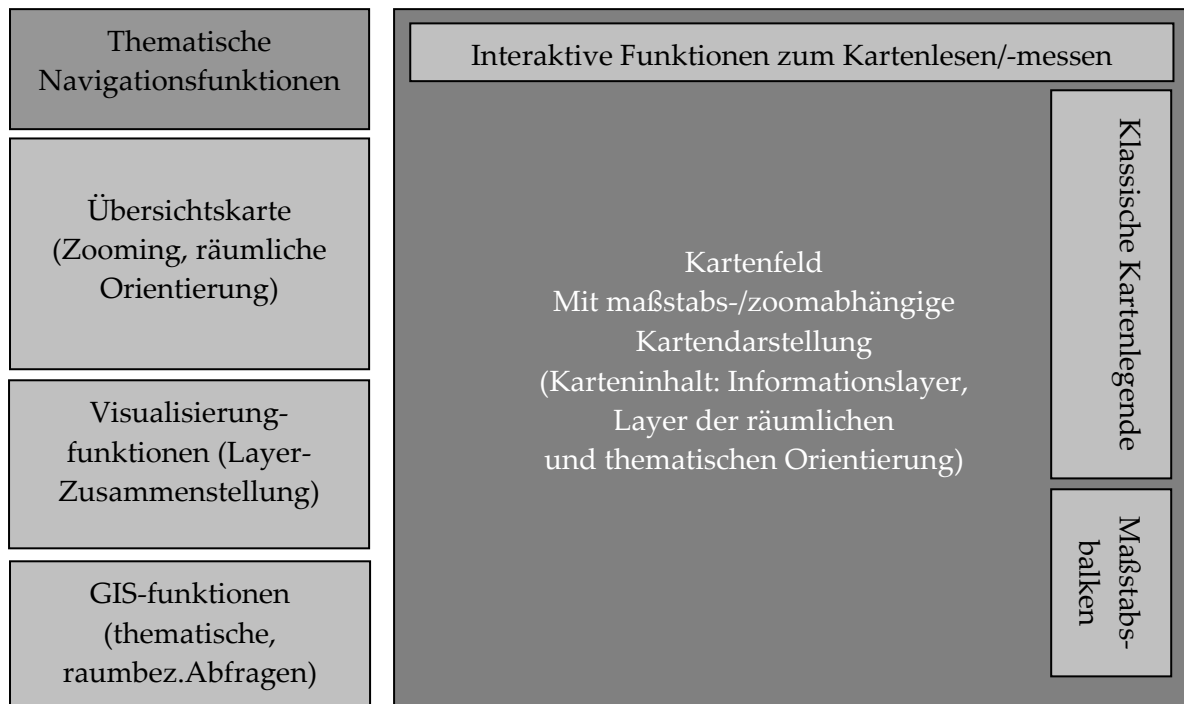 Thematische
Navigationsfunktionen
Übersichtskarte
(Zooming, räumliche
Orientierung)
Visualisierung-
funktionen (Layer-
Zusammenstellung)
GIS-funktionen
(thematische,
raumbez.Abfragen)
Interaktive Funktionen zum Kartenlesen/-messen
Kartenfeld
Mit maßstabs-/zoomabhängige
Kartendarstellung
(Karteninhalt: Informationslayer,
Layer der räumlichen
und thematischen Orientierung)
Klassische Kartenlegende
Maßstabs-
balken